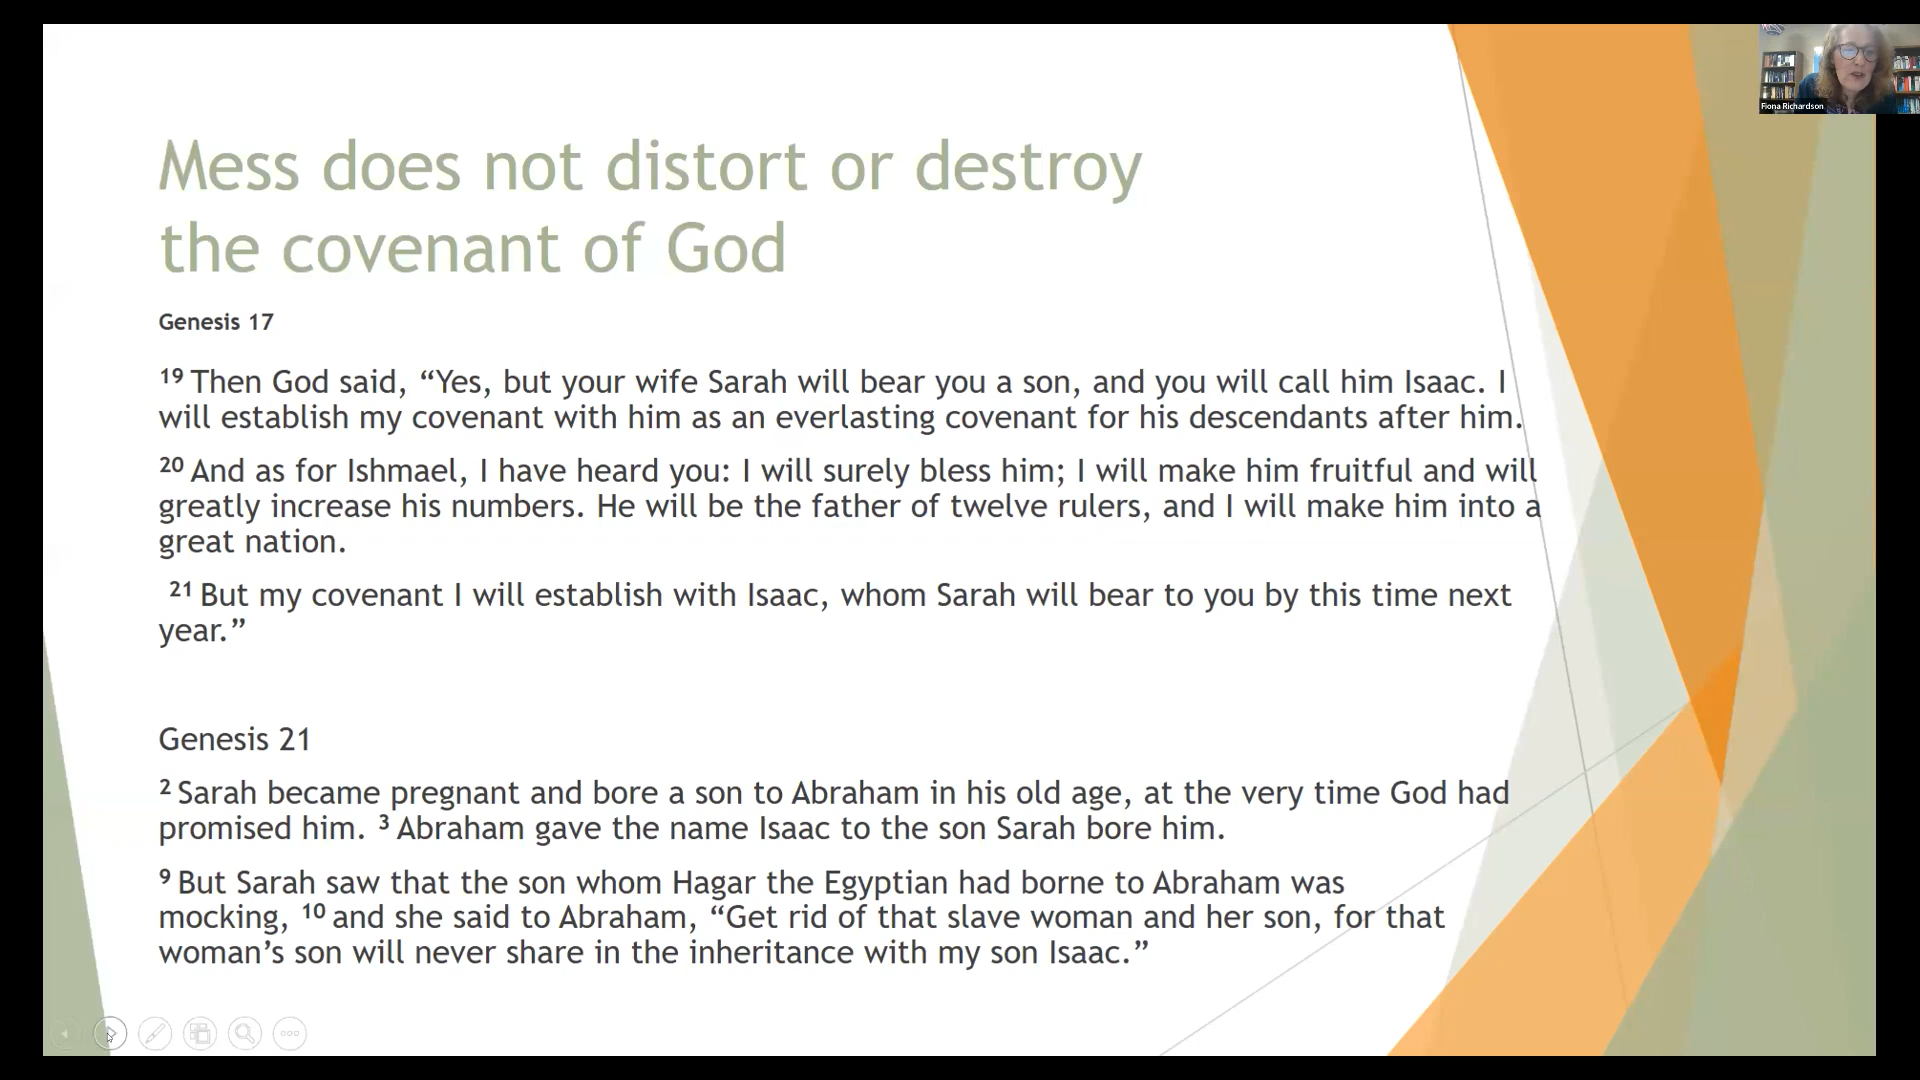 Fiona Richardson
Mess does not distort or destroy
the covenant of God
Genesis 17
19 Then God said, “Yes, but your wife Sarah will bear you a son, and you will call him Isaac. I
will establish my covenant with him as an everlasting covenant for his descendants after him.
20 And as for Ishmael, I have heard you: I will surely bless him; I will make him fruitful and will
greatly increase his numbers. He will be the father of twelve rulers, and I will make him into a
great nation.
21 But my covenant I will establish with Isaac, whom Sarah will bear to you by this time next
year.”
Genesis 21
2 Sarah became pregnant and bore a son to Abraham in his old age, at the very time God had
promised him. 3 Abraham gave the name Isaac to the son Sarah bore him.
9 But Sarah saw that the son whom Hagar the Egyptian had borne to Abraham was
mocking, 10 and she said to Abraham, “Get rid of that slave woman and her son, for that
woman’s son will never share in the inheritance with my son Isaac.”